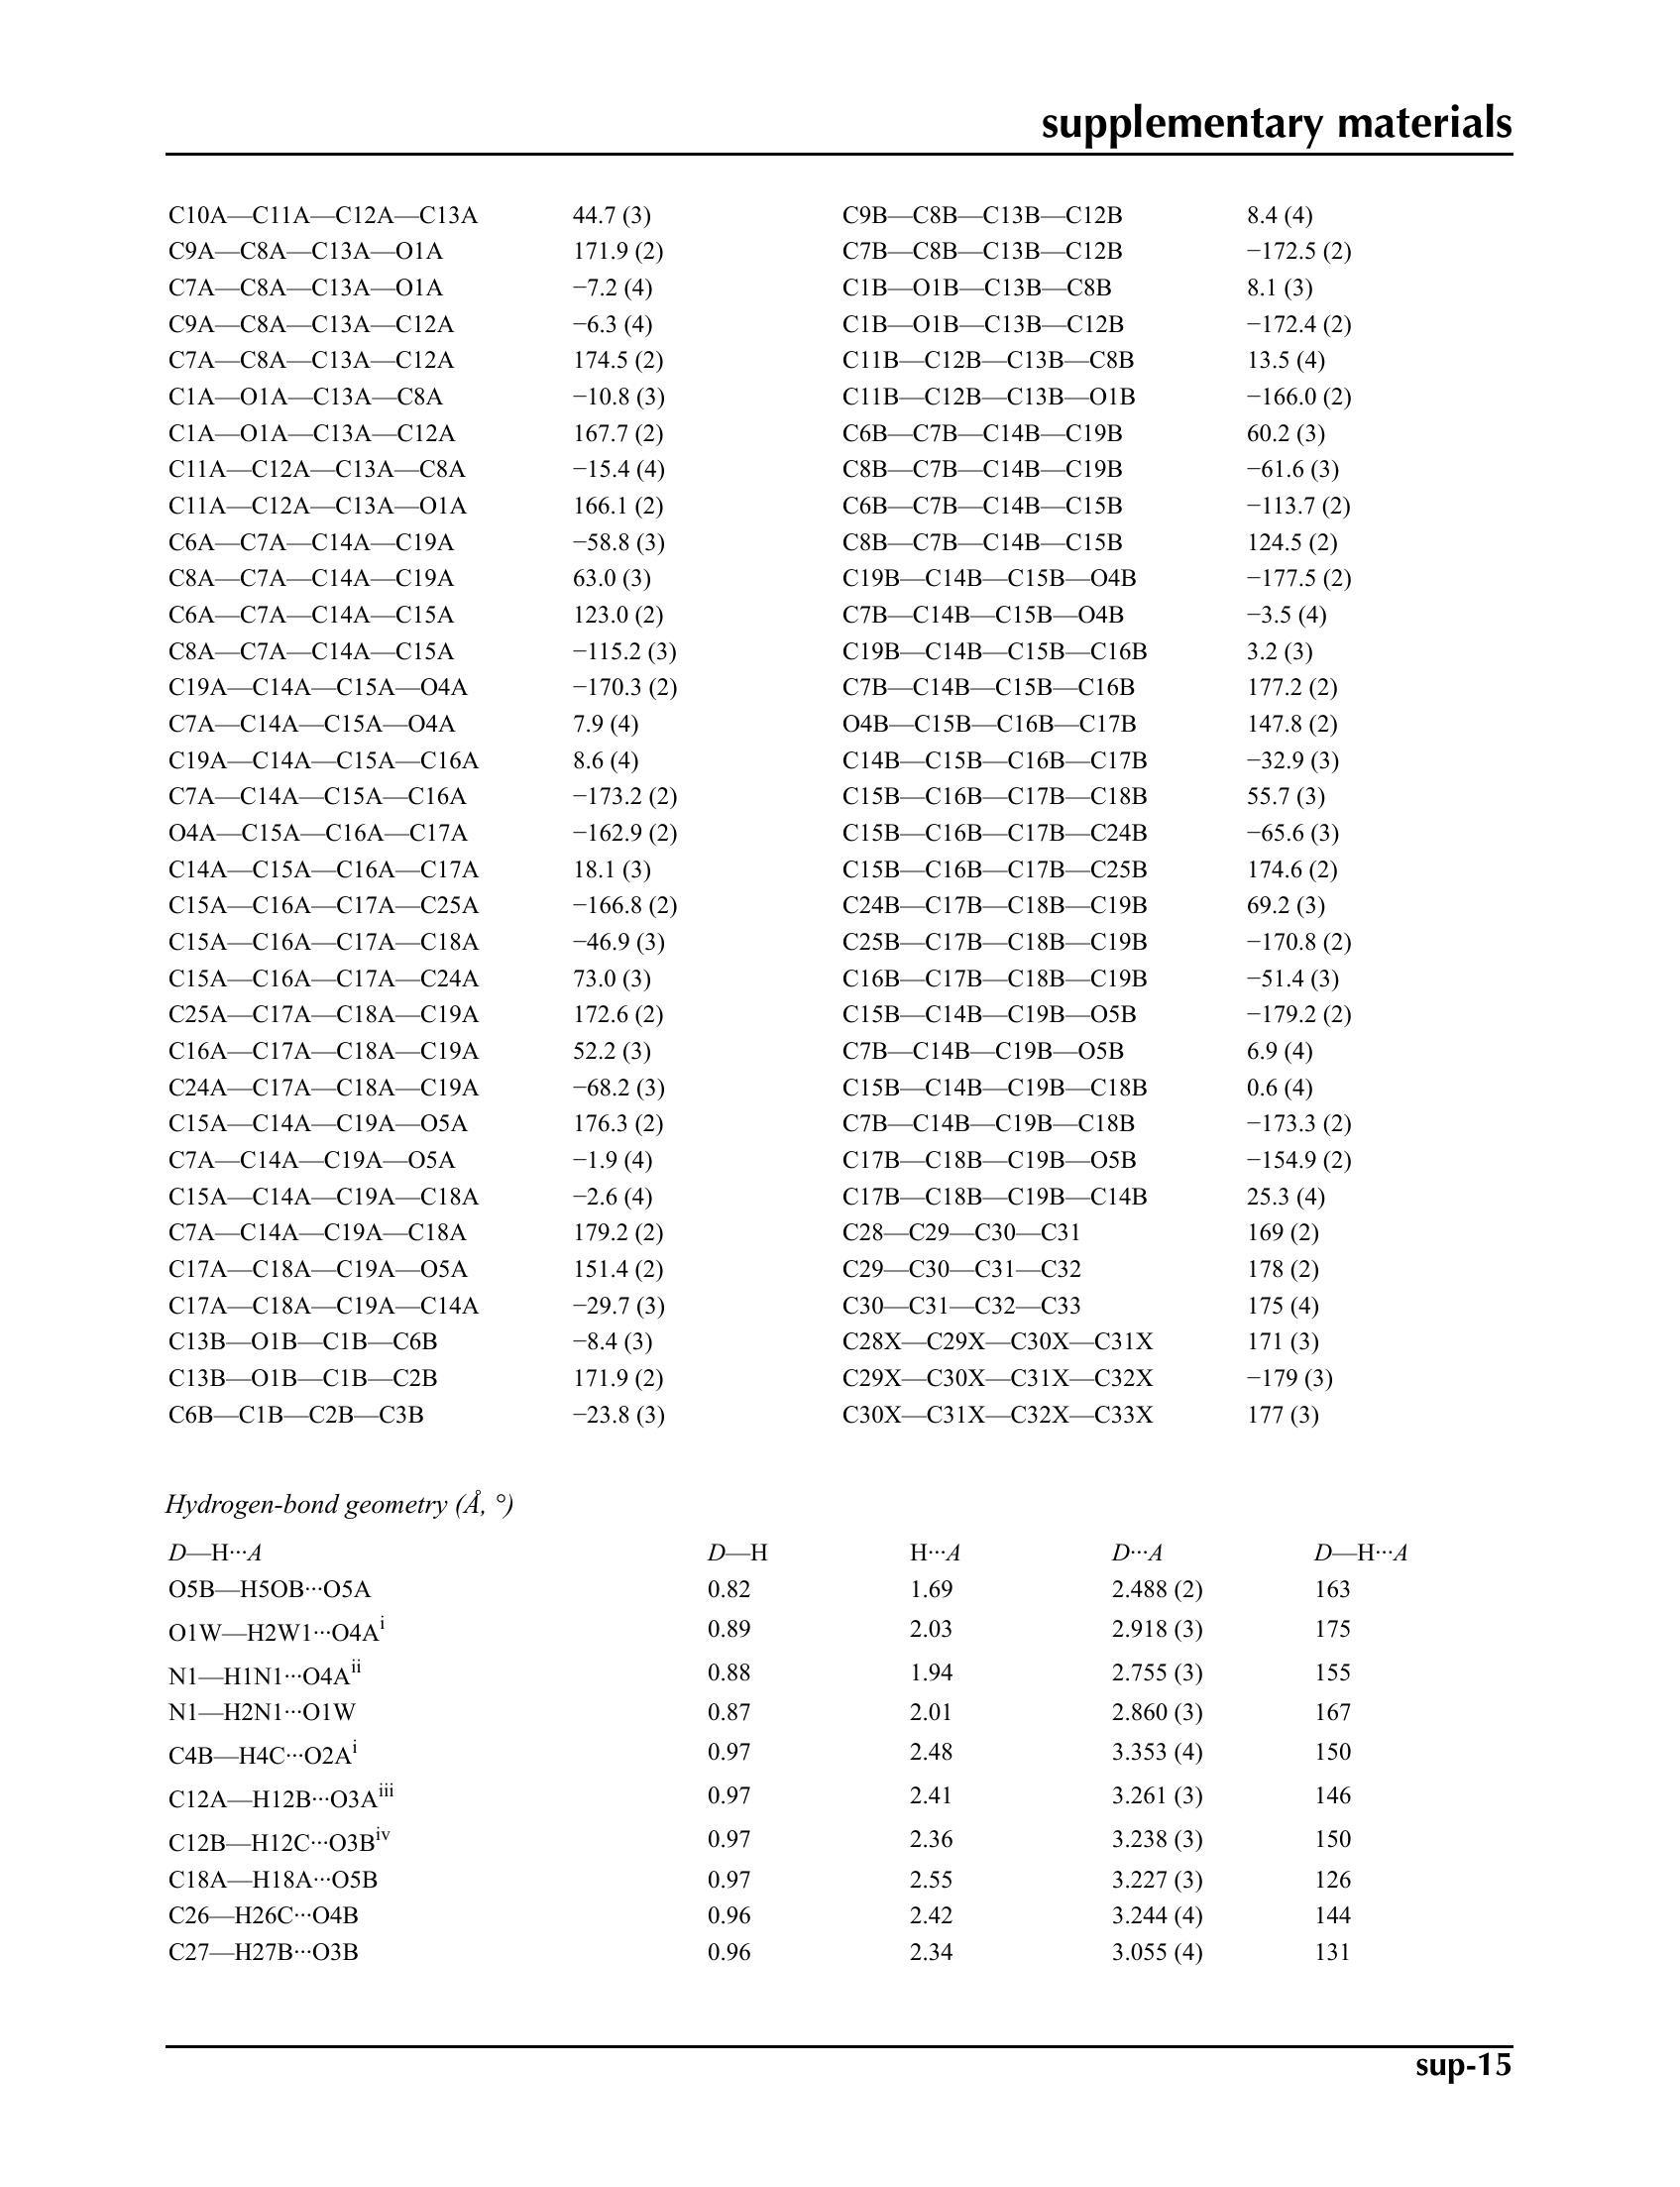 supplementary materials
C10A—C11A—C12A—C13A 44.7 (3) C9B—C8B—C13B—C12B 8.4 (4)
C9A—C8A—C13A—O1A 171.9 (2) C7B—C8B—C13B—C12B −172.5 (2)
C7A—C8A—C13A—O1A −7.2 (4) C1B—O1B—C13B—C8B 8.1 (3)
C9A—C8A—C13A—C12A −6.3 (4) C1B—O1B—C13B—C12B −172.4 (2)
C7A—C8A—C13A—C12A 174.5 (2) C11B—C12B—C13B—C8B 13.5 (4)
C1A—O1A—C13A—C8A −10.8 (3) C11B—C12B—C13B—O1B −166.0 (2)
C1A—O1A—C13A—C12A 167.7 (2) C6B—C7B—C14B—C19B 60.2 (3)
C11A—C12A—C13A—C8A −15.4 (4) C8B—C7B—C14B—C19B −61.6 (3)
C11A—C12A—C13A—O1A 166.1 (2) C6B—C7B—C14B—C15B −113.7 (2)
C6A—C7A—C14A—C19A −58.8 (3) C8B—C7B—C14B—C15B 124.5 (2)
C8A—C7A—C14A—C19A 63.0 (3) C19B—C14B—C15B—O4B −177.5 (2)
C6A—C7A—C14A—C15A 123.0 (2) C7B—C14B—C15B—O4B −3.5 (4)
C8A—C7A—C14A—C15A −115.2 (3) C19B—C14B—C15B—C16B 3.2 (3)
C19A—C14A—C15A—O4A −170.3 (2) C7B—C14B—C15B—C16B 177.2 (2)
C7A—C14A—C15A—O4A 7.9 (4) O4B—C15B—C16B—C17B 147.8 (2)
C19A—C14A—C15A—C16A 8.6 (4) C14B—C15B—C16B—C17B −32.9 (3)
C7A—C14A—C15A—C16A −173.2 (2) C15B—C16B—C17B—C18B 55.7 (3)
O4A—C15A—C16A—C17A −162.9 (2) C15B—C16B—C17B—C24B −65.6 (3)
C14A—C15A—C16A—C17A 18.1 (3) C15B—C16B—C17B—C25B 174.6 (2)
C15A—C16A—C17A—C25A −166.8 (2) C24B—C17B—C18B—C19B 69.2 (3)
C15A—C16A—C17A—C18A −46.9 (3) C25B—C17B—C18B—C19B −170.8 (2)
C15A—C16A—C17A—C24A 73.0 (3) C16B—C17B—C18B—C19B −51.4 (3)
C25A—C17A—C18A—C19A 172.6 (2) C15B—C14B—C19B—O5B −179.2 (2)
C16A—C17A—C18A—C19A 52.2 (3) C7B—C14B—C19B—O5B 6.9 (4)
C24A—C17A—C18A—C19A −68.2 (3) C15B—C14B—C19B—C18B 0.6 (4)
C15A—C14A—C19A—O5A 176.3 (2) C7B—C14B—C19B—C18B −173.3 (2)
C7A—C14A—C19A—O5A −1.9 (4) C17B—C18B—C19B—O5B −154.9 (2)
C15A—C14A—C19A—C18A −2.6 (4) C17B—C18B—C19B—C14B 25.3 (4)
C7A—C14A—C19A—C18A 179.2 (2) C28—C29—C30—C31 169 (2)
C17A—C18A—C19A—O5A 151.4 (2) C29—C30—C31—C32 178 (2)
C17A—C18A—C19A—C14A −29.7 (3) C30—C31—C32—C33 175 (4)
C13B—O1B—C1B—C6B −8.4 (3) C28X—C29X—C30X—C31X 171 (3)
C13B—O1B—C1B—C2B 171.9 (2) C29X—C30X—C31X—C32X −179 (3)
C6B—C1B—C2B—C3B −23.8 (3) C30X—C31X—C32X—C33X 177 (3)
Hydrogen-bond geometry (Å, °)
D—H···A D—H H···A D···A D—H···A
O5B—H5OB···O5A 0.82 1.69 2.488 (2) 163
O1W—H2W1···O4Aⁱ 0.89 2.03 2.918 (3) 175
N1—H1N1···O4Aⁱⁱ 0.88 1.94 2.755 (3) 155
N1—H2N1···O1W 0.87 2.01 2.860 (3) 167
C4B—H4C···O2Aⁱ 0.97 2.48 3.353 (4) 150
C12A—H12B···O3Aⁱⁱⁱ 0.97 2.41 3.261 (3) 146
C12B—H12C···O3Bⁱᵛ 0.97 2.36 3.238 (3) 150
C18A—H18A···O5B 0.97 2.55 3.227 (3) 126
C26—H26C···O4B 0.96 2.42 3.244 (4) 144
C27—H27B···O3B 0.96 2.34 3.055 (4) 131
sup-15